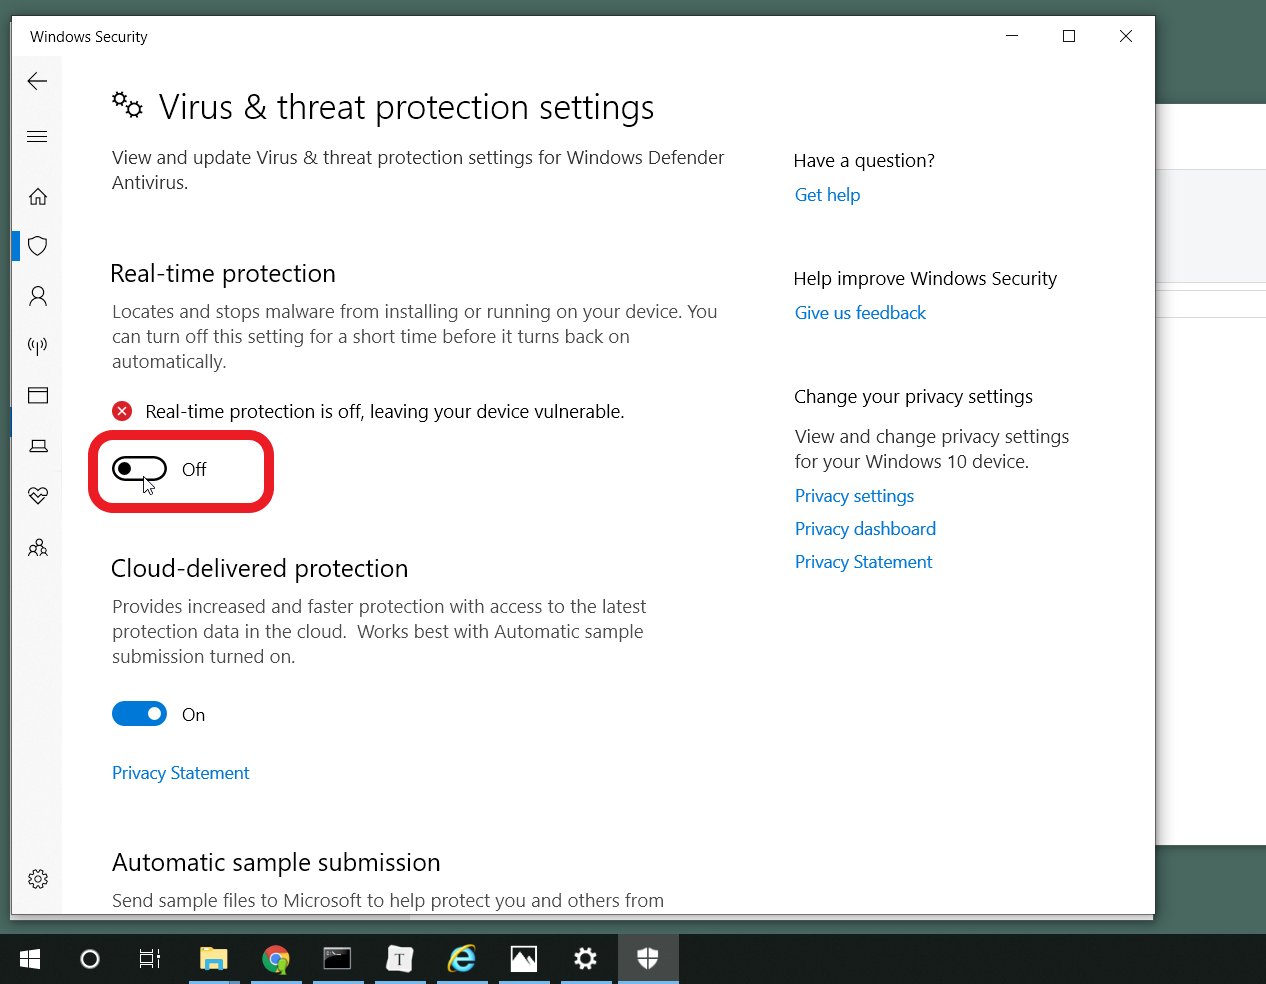 Windows Security
Virus & threat protection settings
View and update Virus & threat protection settings for Windows Defender
Antivirus.
Real-time protection
Locates and stops malware from installing or running on your device. You
can turn off this setting for a short time before it turns back on
automatically.
Real-time protection is off, leaving your device vulnerable.
Off
Cloud-delivered protection
Provides increased and faster protection with access to the latest
protection data in the cloud.  Works best with Automatic sample
submission turned on.
On
Privacy Statement
Automatic sample submission
Send sample files to Microsoft to help protect you and others from
Have a question?
Get help
Help improve Windows Security
Give us feedback
Change your privacy settings
View and change privacy settings
for your Windows 10 device.
Privacy settings
Privacy dashboard
Privacy Statement
T